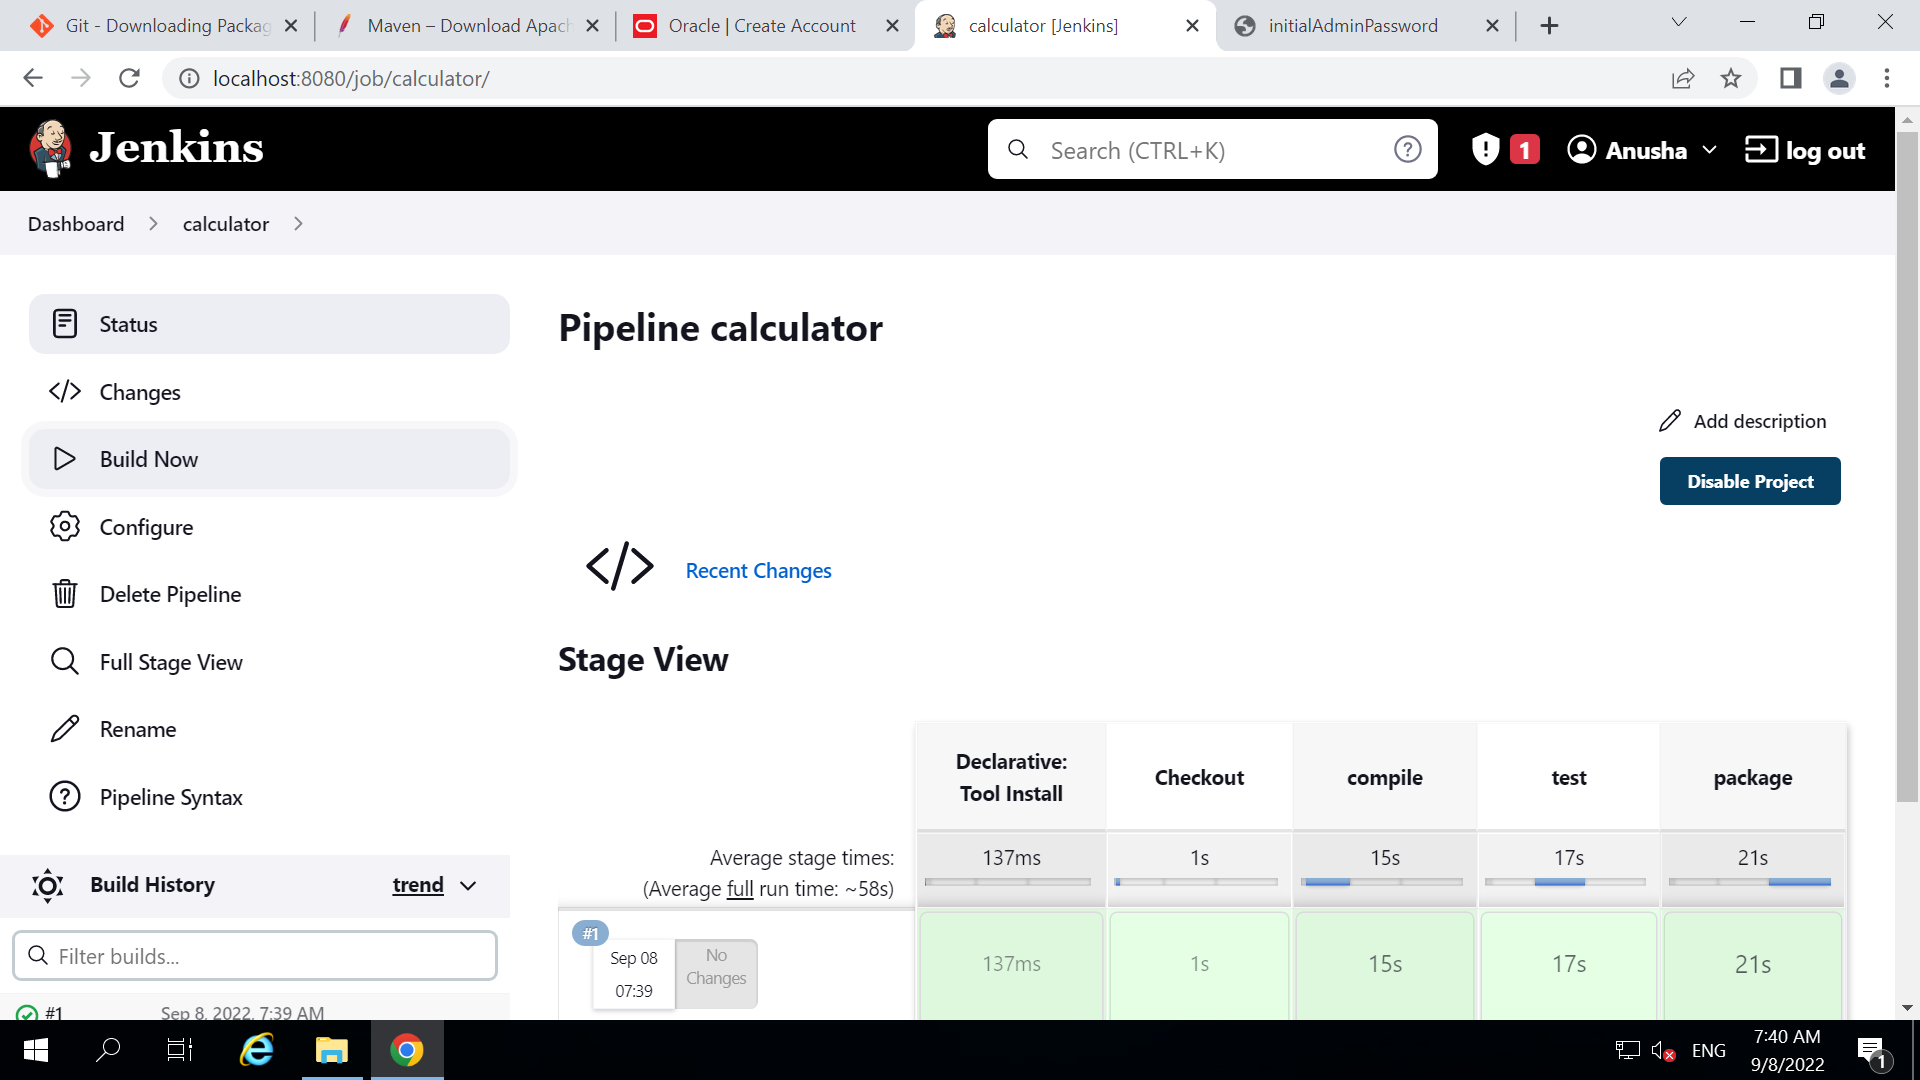 Git - Downloading Packag
Maven – Download Apach
Oracle | Create Account
calculator [Jenkins]
initialAdminPassword
localhost:8080/job/calculator/
Jenkins
Search (CTRL+K)
1
Anusha
log out
Dashboard
calculator
Status
Changes
Build Now
Configure
Delete Pipeline
Full Stage View
Rename
Pipeline Syntax
Build History
trend
Filter builds...
#1
Sep 8, 2022, 7:39 AM
Pipeline calculator
Add description
Disable Project
Recent Changes
Stage View
Declarative:
Tool Install
Checkout
compile
test
package
Average stage times:
(Average full run time: ~58s)
137ms
1s
15s
17s
21s
#1
Sep 08
07:39
No
Changes
137ms
1s
15s
17s
21s
ENG
7:40 AM
9/8/2022
1